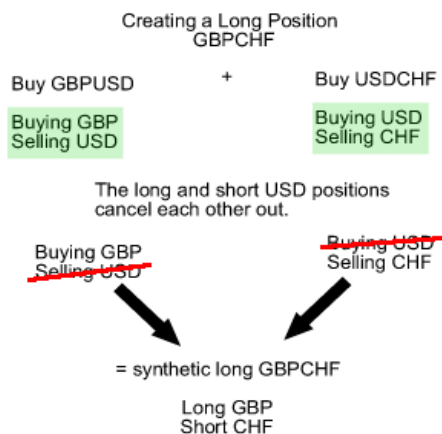 Creating a Long Position
GBPCHF
Buy GBPUSD + Buy USDCHF
Buying GBP
Selling USD
Buying USD
Selling CHF
The long and short USD positions
cancel each other out.
Buying GBP
Selling USD
Buying USD
Selling CHF
= synthetic long GBPCHF
Long GBP
Short CHF